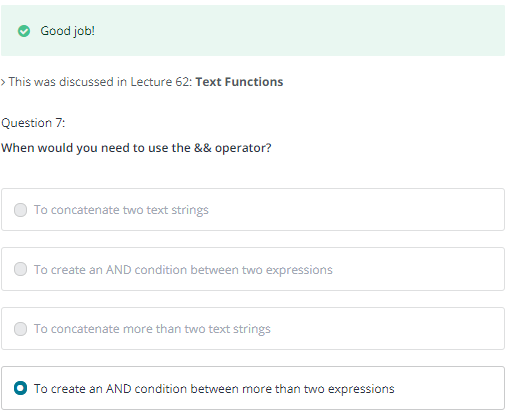 Good job!
> This was discussed in Lecture 62: Text Functions
Question 7:
When would you need to use the && operator?
To concatenate two text strings
To create an AND condition between two expressions
To concatenate more than two text strings
To create an AND condition between more than two expressions